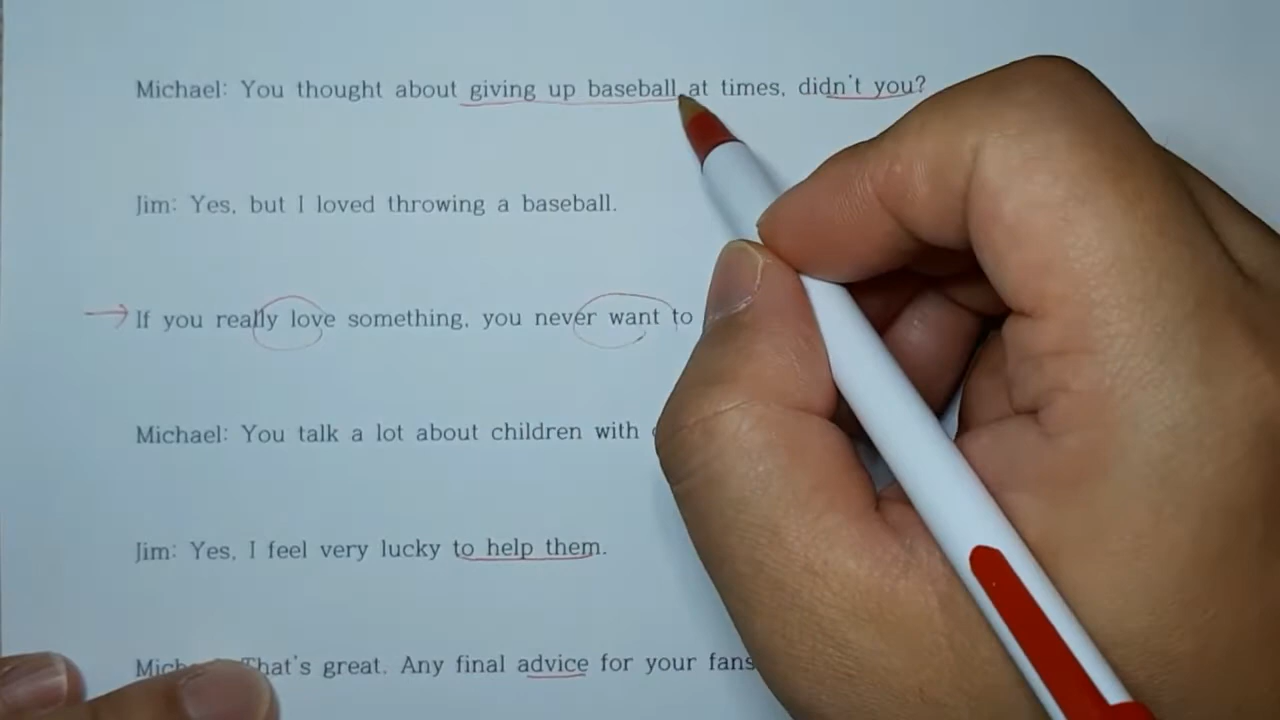 Michael: You thought about giving up baseball at times, didn't you?
Jim: Yes, but I loved throwing a baseball.
If you really love something, you never want to
Michael: You talk a lot about children with
Jim: Yes, I feel very lucky to help them.
That's great. Any final advice for your fans